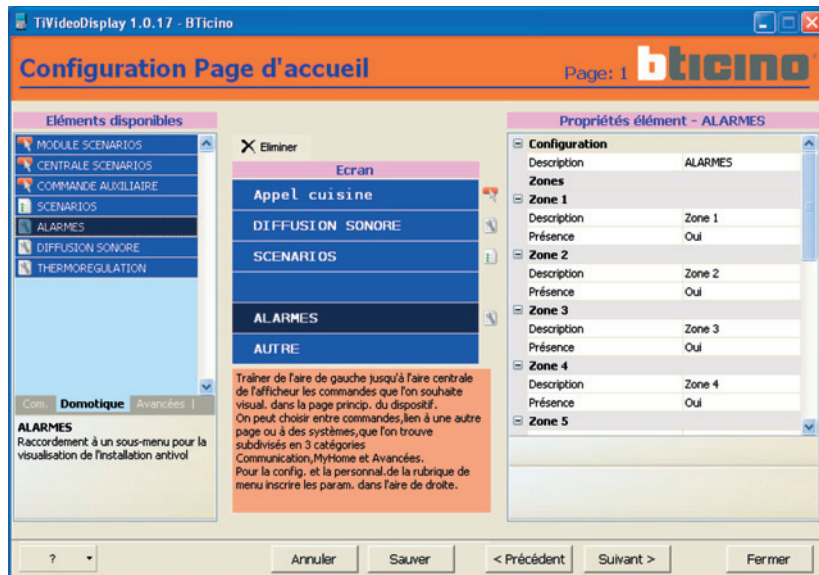 TiVideoDisplay 1.0.17 - BTicino
Configuration Page d'accueil
Page: 1
bticino
Eléments disponibles
MODULE SCENARIOS
CENTRALE SCENARIOS
COMMANDE AUXILIAIRE
SCENARIOS
ALARMES
DIFFUSION SONORE
THERMOREGULATION
Com. Domotique Avancées
ALARMES
Raccordement à un sous-menu pour la
visualisation de l'installation antivol
Eliminer
Ecran
Appel cuisine
DIFFUSION SONORE
SCENARIOS
ALARMES
AUTRE
Traîner de l'aire de gauche jusqu'à l'aire centrale
de l'afficheur les commandes que l'on souhaite
visual. dans la page princip. du dispositif.
On peut choisir entre commandes,lien à une autre
page ou à des systèmes,que l'on trouve
subdivisés en 3 catégories
Communication,MyHome et Avancées.
Pour la config. et la personnal.de la rubrique de
menu inscrire les param. dans l'aire de droite.
Propriétés élément - ALARMES
Configuration
Description ALARMES
Zones
Zone 1
Description Zone 1
Présence Oui
Zone 2
Description Zone 2
Présence Oui
Zone 3
Description Zone 3
Présence Oui
Zone 4
Description Zone 4
Présence Oui
Zone 5
? Annuler Sauver < Précédent Suivant > Fermer